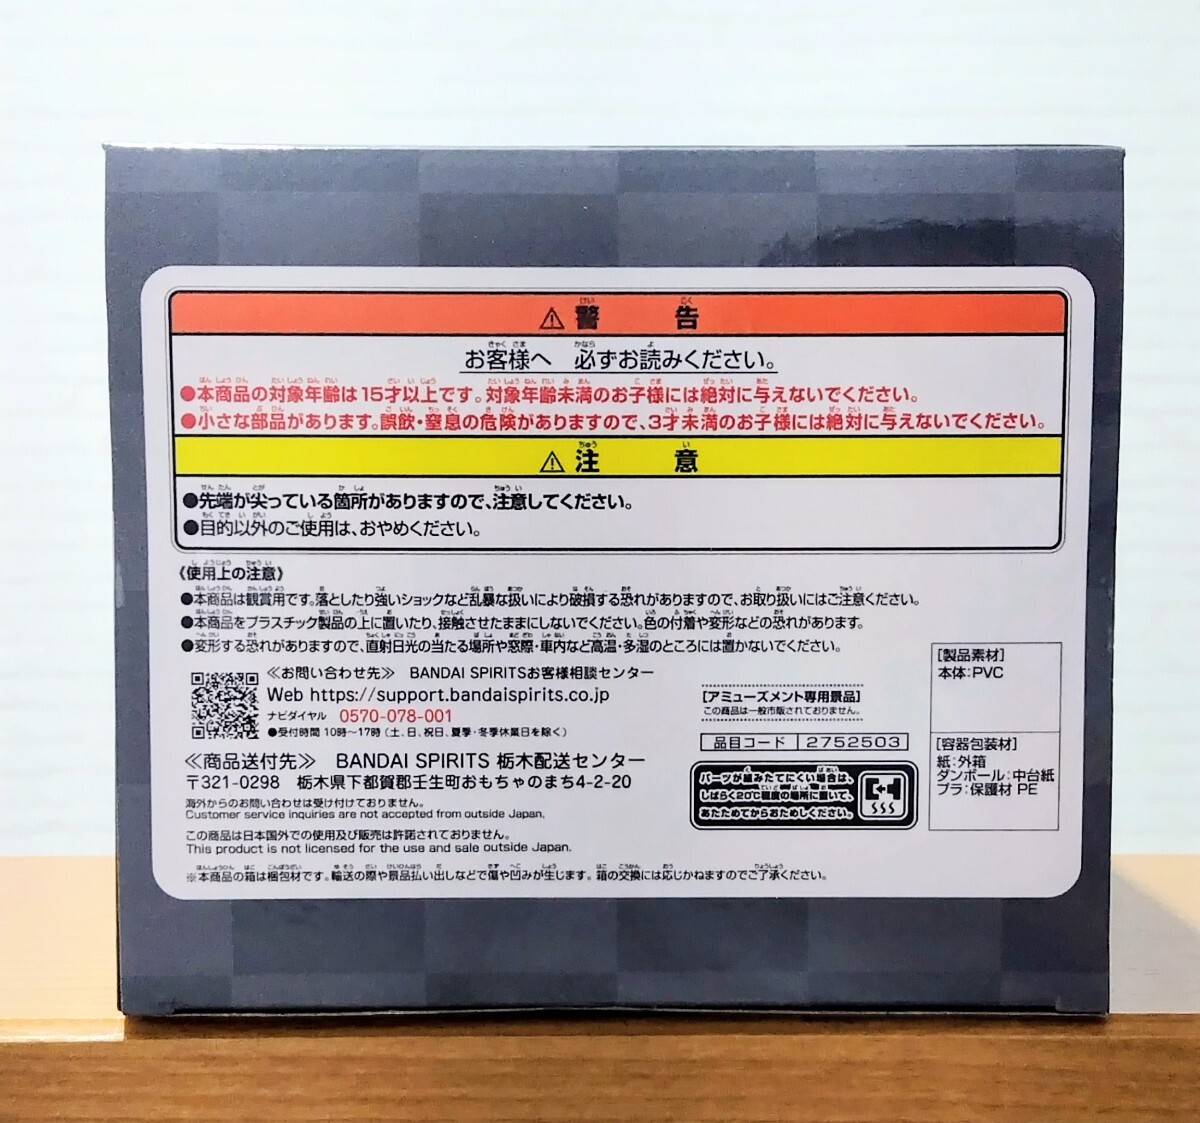 ⚠警告
お客様へ 必ずお読みください。
●本商品の対象年齢は15才以上です。対象年齢未満のお子様には絶対に与えないでください。
●小さな部品があります。誤飲・窒息の危険がありますので、3才未満のお子様には絶対に与えないでください。
⚠注意
●先端が尖っている箇所がありますので、注意してください。
●目的以外のご使用は、おやめください。
《使用上の注意》
●本商品は観賞用です。落としたり強いショックなど乱暴な扱いにより破損する恐れがありますので、お取り扱いにはご注意ください。
●本商品をプラスチック製品の上に置いたり、接触させたままにしないでください。色の付着や変形などの恐れがあります。
●変形する恐れがありますので、直射日光の当たる場所や窓際・車内など高温・多湿のところには置かないでください。
≪お問い合わせ先≫ BANDAI SPIRITSお客様相談センター
Web https://support.bandaispirits.co.jp
ナビダイヤル 0570-078-001
●受付時間 10時〜17時(土、日、祝日、夏季・冬季休業日を除く)
≪商品送付先≫ BANDAI SPIRITS 栃木配送センター
〒321-0298 栃木県下都賀郡壬生町おもちゃのまち4-2-20
海外からのお問い合わせは受け付けておりません。
Customer service inquiries are not accepted from outside Japan.
この商品は日本国外での使用及び販売は許諾されておりません。
This product is not licensed for the use and sale outside Japan.
※本商品の箱は梱包材です。輸送の際や景品払い出しなどで傷や凹みが生じます。箱の交換には応じかねますのでご了承ください。
[アミューズメント専用景品]
この商品は一般市販されておりません。
品目コード 2752503
パーツが組みたてにくい場合は、
しばらく20℃程度の場所に置いて、
あたためてからおためしください。
[製品素材]
本体:PVC
[容器包装材]
紙:外箱
ダンボール:中台紙
プラ:保護材 PE